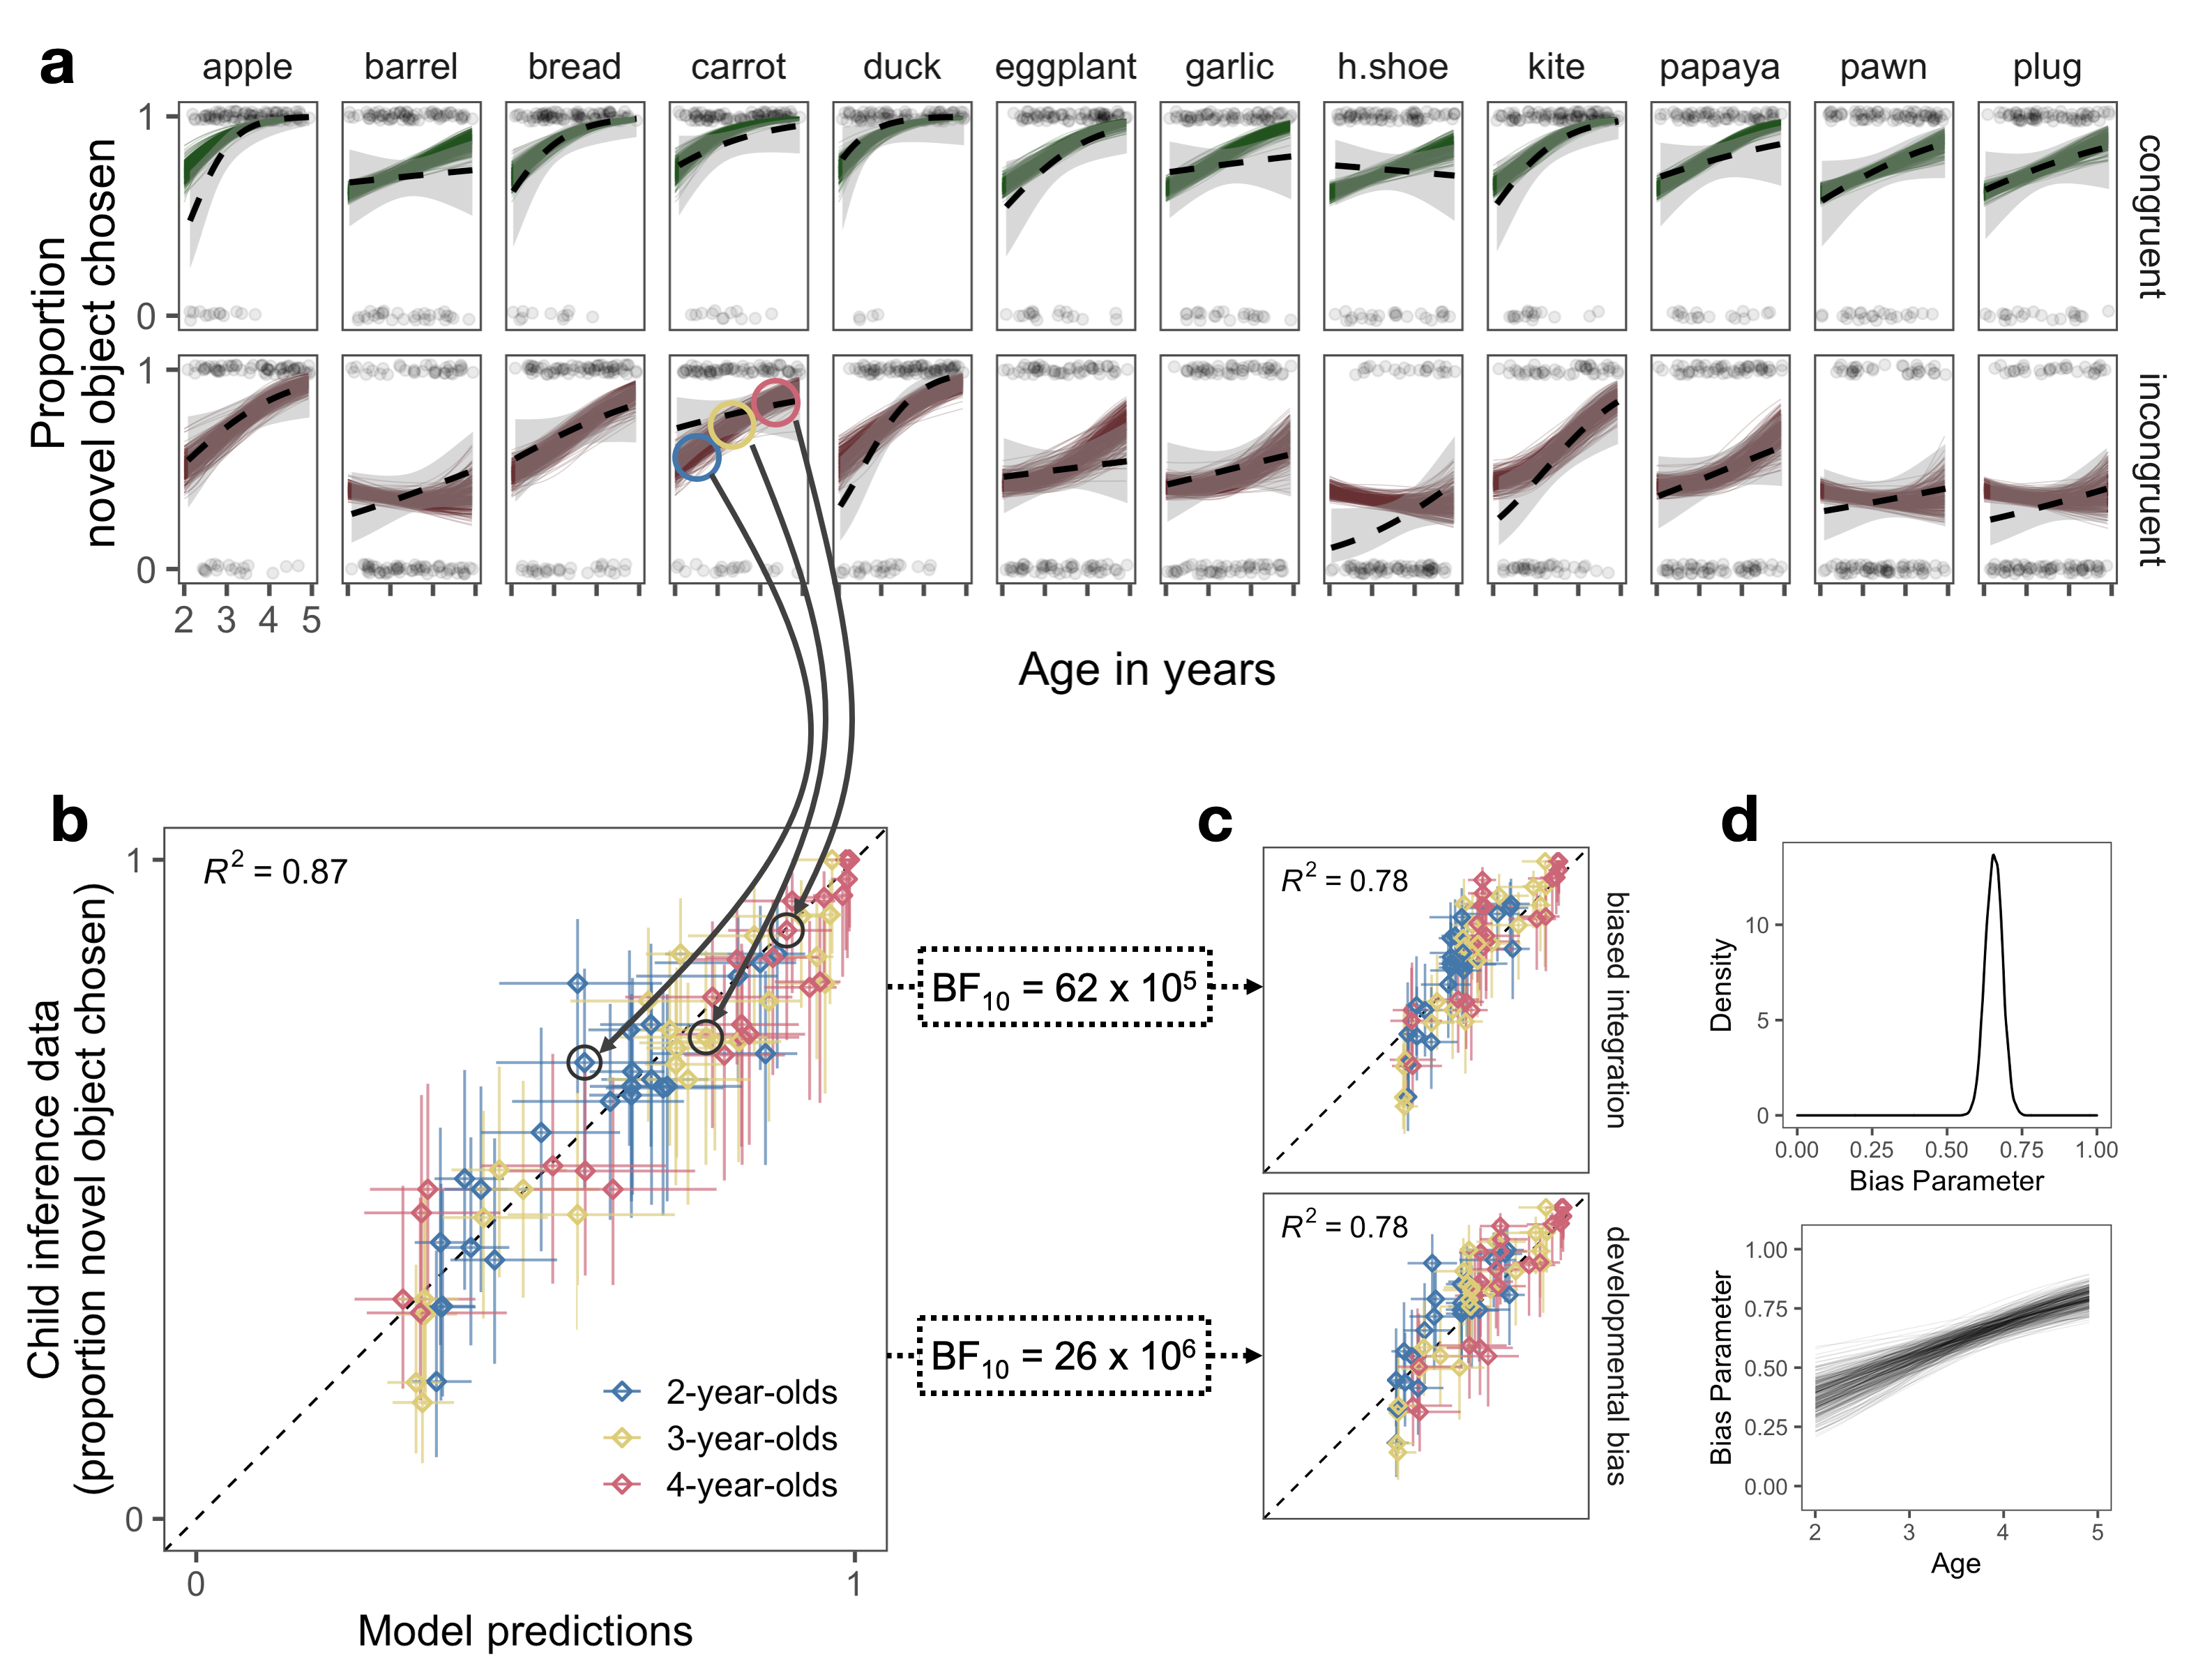 a
apple barrel bread carrot duck eggplant garlic h.shoe kite papaya pawn plug
1
0
congruent
1
0
incongruent
Proportion
novel object chosen
2 3 4 5
Age in years
b
R² = 0.87
1
0
Child inference data
(proportion novel object chosen)
2-year-olds
3-year-olds
4-year-olds
0 1
Model predictions
BF₁₀ = 62 x 10⁵
BF₁₀ = 26 x 10⁶
c
R² = 0.78
biased integration
R² = 0.78
developmental bias
d
10
5
0
Density
0.00 0.25 0.50 0.75 1.00
Bias Parameter
1.00
0.75
0.50
0.25
0.00
Bias Parameter
2 3 4 5
Age